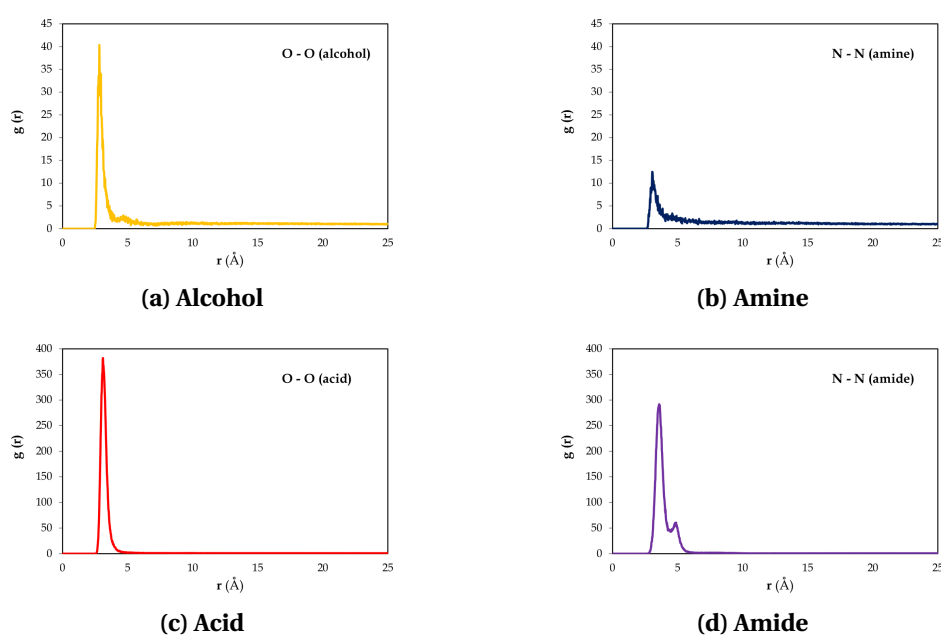 45
40
35
30
25
20
15
10
5
0
g (r)
O - O (alcohol)
0 5 10 15 20 25
r (Å)
(a) Alcohol
45
40
35
30
25
20
15
10
5
0
g (r)
N - N (amine)
0 5 10 15 20 25
r (Å)
(b) Amine
400
350
300
250
200
150
100
50
0
g (r)
O - O (acid)
0 5 10 15 20 25
r (Å)
(c) Acid
400
350
300
250
200
150
100
50
0
g (r)
N - N (amide)
0 5 10 15 20 25
r (Å)
(d) Amide